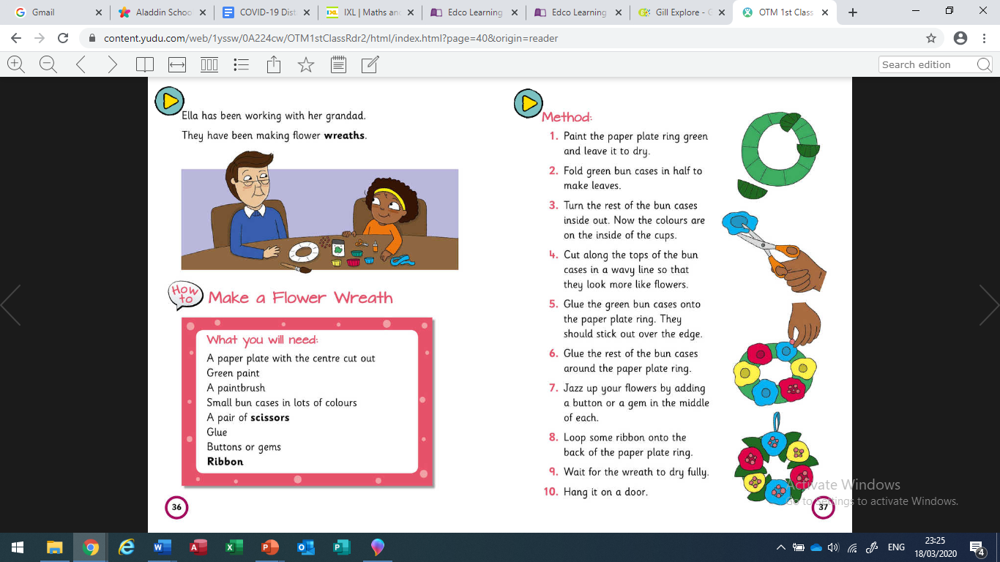 Gmail
Aladdin Schoo
COVID-19 Dist
IXL | Maths and
Edco Learning
Edco Learning
Gill Explore - G
OTM 1st Class
content.yudu.com/web/1yssw/0A224cw/OTM1stClassRdr2/html/index.html?page=40&origin=reader
Search edition
Ella has been working with her grandad.
They have been making flower wreaths.
How to
Make a Flower Wreath
What you will need:
A paper plate with the centre cut out
Green paint
A paintbrush
Small bun cases in lots of colours
A pair of scissors
Glue
Buttons or gems
Ribbon
36
Method:
1. Paint the paper plate ring green
and leave it to dry.
2. Fold green bun cases in half to
make leaves.
3. Turn the rest of the bun cases
inside out. Now the colours are
on the inside of the cups.
4. Cut along the tops of the bun
cases in a wavy line so that
they look more like flowers.
5. Glue the green bun cases onto
the paper plate ring. They
should stick out over the edge.
6. Glue the rest of the bun cases
around the paper plate ring.
7. Jazz up your flowers by adding
a button or a gem in the middle
of each.
8. Loop some ribbon onto the
back of the paper plate ring.
9. Wait for the wreath to dry fully.
10. Hang it on a door.
37
Activate Windows
Go to Settings to activate Windows.
ENG
23:25
18/03/2020
4